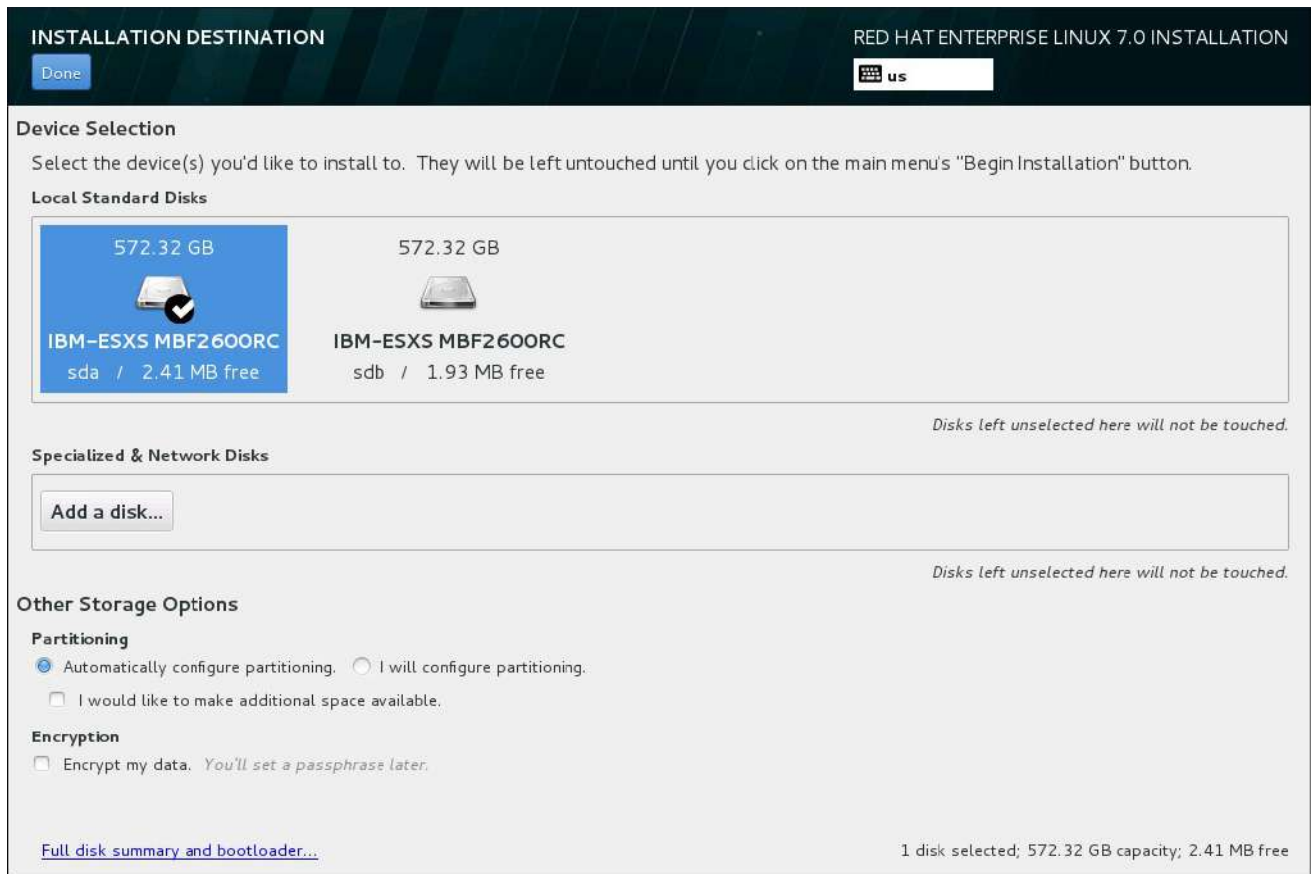 INSTALLATION DESTINATION
RED HAT ENTERPRISE LINUX 7.0 INSTALLATION
Done
us
Device Selection
Select the device(s) you'd like to install to. They will be left untouched until you click on the main menu's "Begin Installation" button.
Local Standard Disks
572.32 GB
IBM-ESXS MBF2600RC
sda / 2.41 MB free
572.32 GB
IBM-ESXS MBF2600RC
sdb / 1.93 MB free
Disks left unselected here will not be touched.
Specialized & Network Disks
Add a disk...
Disks left unselected here will not be touched.
Other Storage Options
Partitioning
Automatically configure partitioning. I will configure partitioning.
I would like to make additional space available.
Encryption
Encrypt my data. You'll set a passphrase later.
Full disk summary and bootloader...
1 disk selected; 572.32 GB capacity; 2.41 MB free